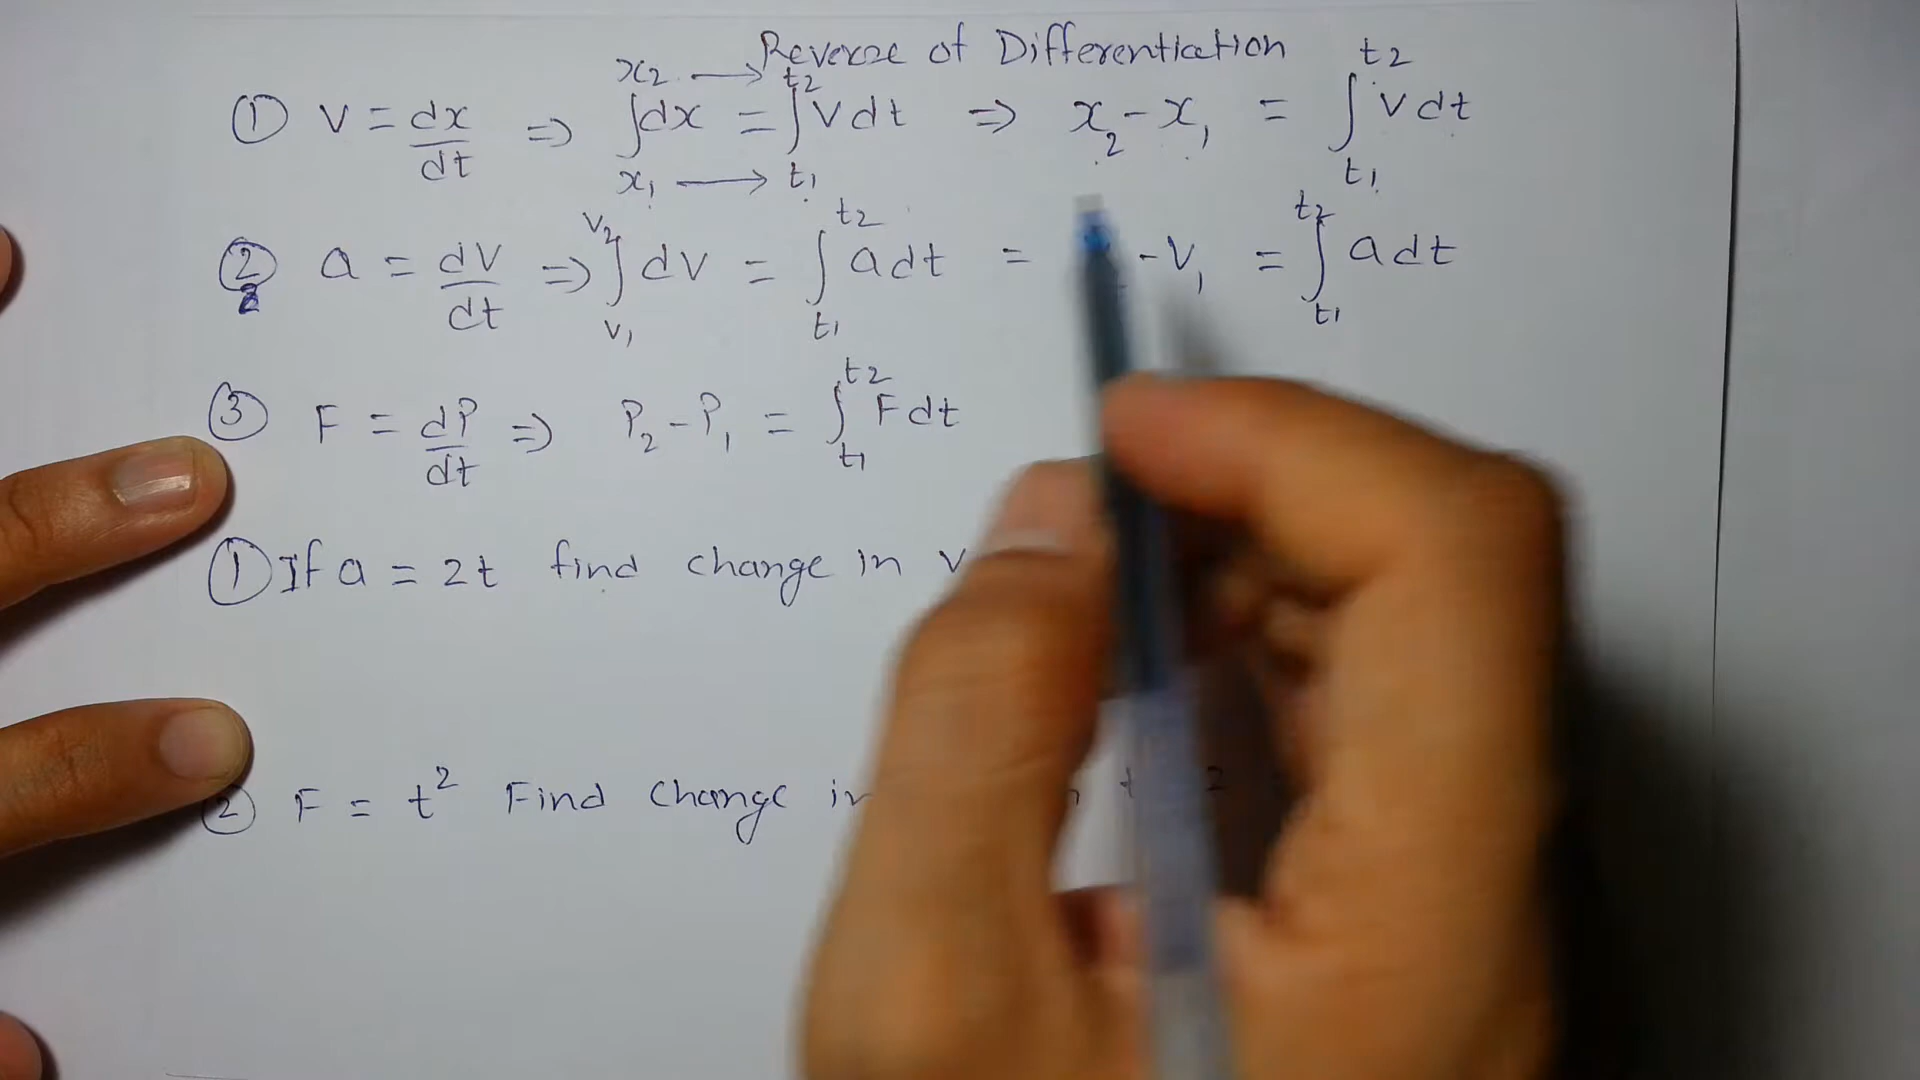 Reverse of Differentiation
① V = dx/dt ⇒ ∫_{x₁}^{x₂} dx = ∫_{t₁}^{t₂} V dt ⇒ x₂ - x₁ = ∫_{t₁}^{t₂} V dt
② a = dV/dt ⇒ ∫_{V₁}^{V₂} dV = ∫_{t₁}^{t₂} a dt = - V₁ = ∫_{t₁}^{t₂} a dt
2
③ F = dP/dt ⇒ P₂ - P₁ = ∫_{t₁}^{t₂} F dt
① If a = 2t find change in v
② F = t² Find Change in t 2